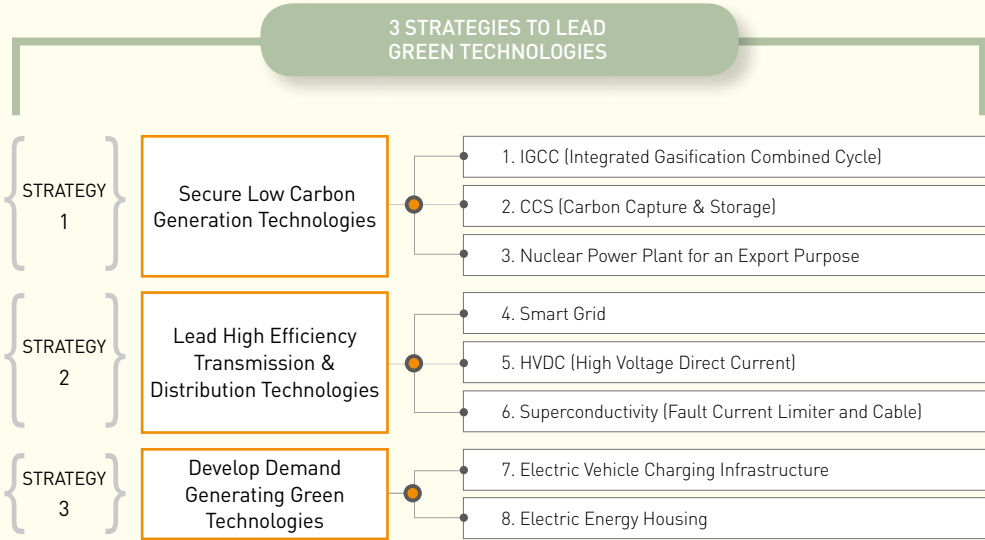 3 STRATEGIES TO LEAD
GREEN TECHNOLOGIES
STRATEGY
1
Secure Low Carbon
Generation Technologies
1. IGCC (Integrated Gasification Combined Cycle)
2. CCS (Carbon Capture & Storage)
3. Nuclear Power Plant for an Export Purpose
STRATEGY
2
Lead High Efficiency
Transmission &
Distribution Technologies
4. Smart Grid
5. HVDC (High Voltage Direct Current)
6. Superconductivity (Fault Current Limiter and Cable)
STRATEGY
3
Develop Demand
Generating Green
Technologies
7. Electric Vehicle Charging Infrastructure
8. Electric Energy Housing